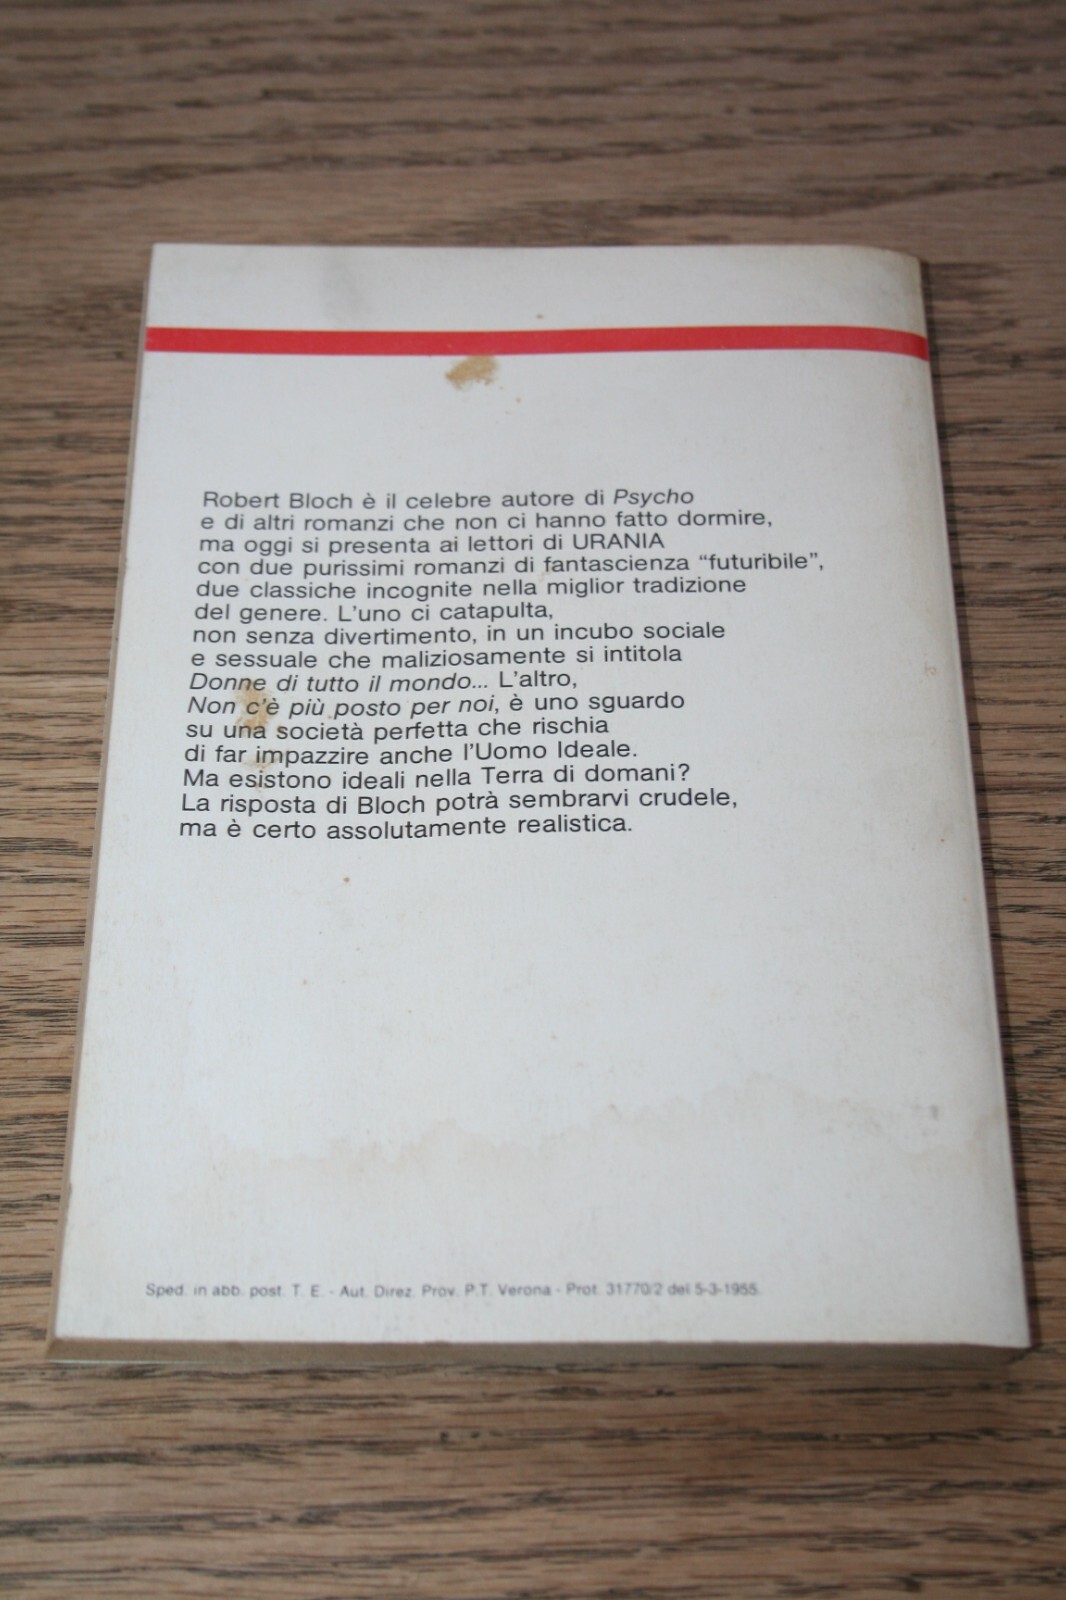 Robert Bloch è il celebre autore di Psycho
e di altri romanzi che non ci hanno fatto dormire,
ma oggi si presenta ai lettori di URANIA
con due purissimi romanzi di fantascienza “futuribile”,
due classiche incognite nella miglior tradizione
del genere. L'uno ci catapulta,
non senza divertimento, in un incubo sociale
e sessuale che maliziosamente si intitola
Donne di tutto il mondo... L'altro,
Non c'è più posto per noi, è uno sguardo
su una società perfetta che rischia
di far impazzire anche l'Uomo Ideale.
Ma esistono ideali nella Terra di domani?
La risposta di Bloch potrà sembrarvi crudele,
ma è certo assolutamente realistica.
Sped. in abb. post. T. E. - Aut. Direz. Prov. P.T. Verona - Prot. 31770/2 del 5-3-1955.